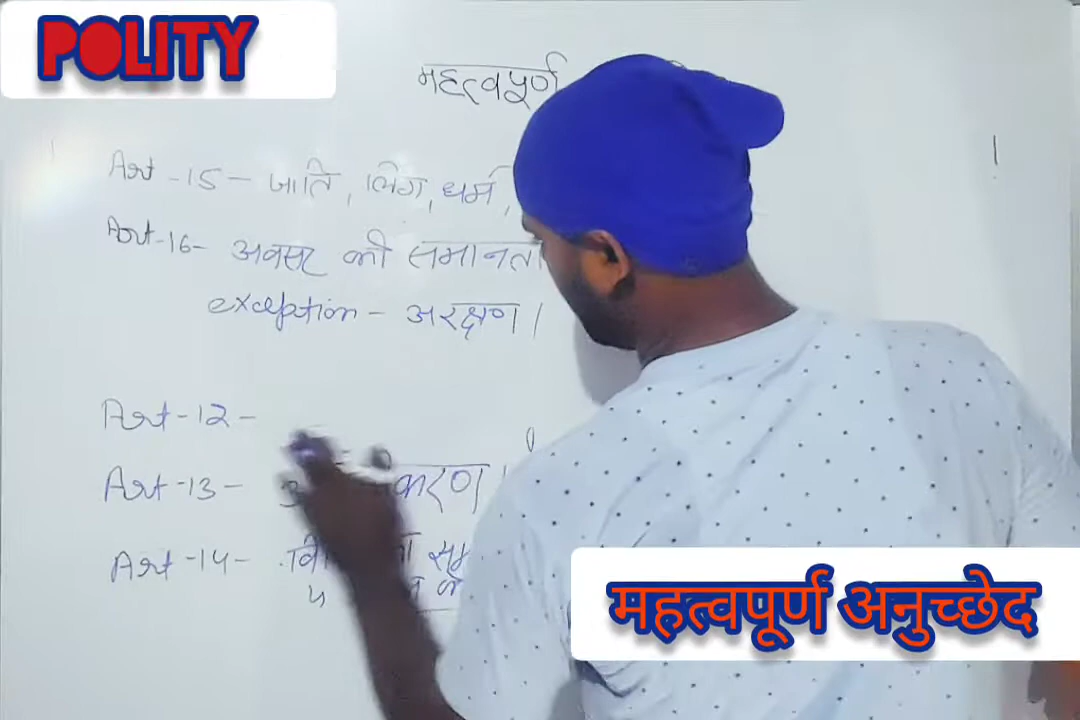 POLITY
महत्वपूर्ण
Art-15- जाति, लिंग, धर्म,
Art-16- अवसर की समानता
exception - अरक्षण।
Art-12-
Art-13-
Art-14-
महत्वपूर्ण अनुच्छेद